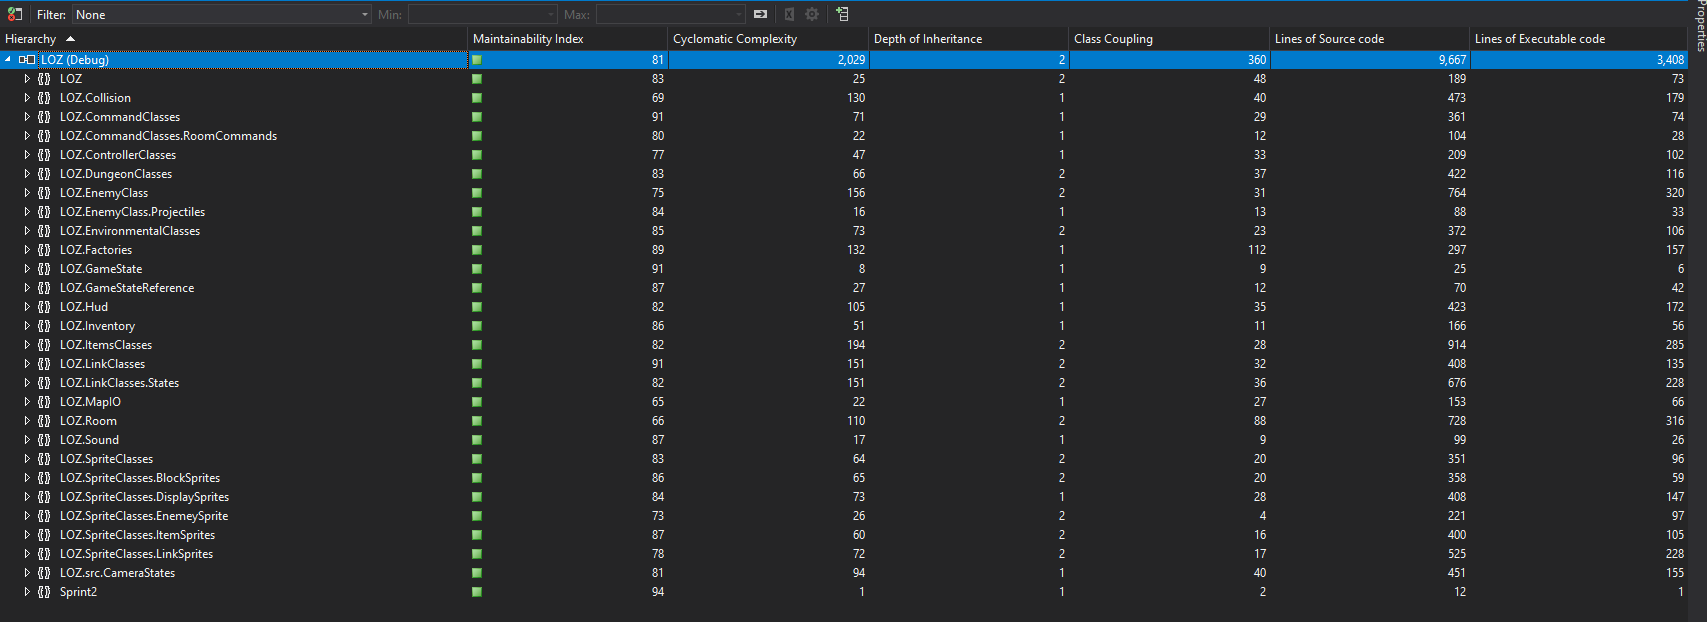 Filter: None Min: Max:
Properties
Hierarchy Maintainability Index Cyclomatic Complexity Depth of Inheritance Class Coupling Lines of Source code Lines of Executable code
LOZ (Debug) 81 2,029 2 360 9,667 3,408
LOZ 83 25 2 48 189 73
LOZ.Collision 69 130 1 40 473 179
LOZ.CommandClasses 91 71 1 29 361 74
LOZ.CommandClasses.RoomCommands 80 22 1 12 104 28
LOZ.ControllerClasses 77 47 1 33 209 102
LOZ.DungeonClasses 83 66 2 37 422 116
LOZ.EnemyClass 75 156 2 31 764 320
LOZ.EnemyClass.Projectiles 84 16 1 13 88 33
LOZ.EnvironmentalClasses 85 73 2 23 372 106
LOZ.Factories 89 132 1 112 297 157
LOZ.GameState 91 8 1 9 25 6
LOZ.GameStateReference 87 27 1 12 70 42
LOZ.Hud 82 105 1 35 423 172
LOZ.Inventory 86 51 1 11 166 56
LOZ.ItemsClasses 82 194 2 28 914 285
LOZ.LinkClasses 91 151 2 32 408 135
LOZ.LinkClasses.States 82 151 2 36 676 228
LOZ.MapIO 65 22 1 27 153 66
LOZ.Room 66 110 2 88 728 316
LOZ.Sound 87 17 1 9 99 26
LOZ.SpriteClasses 83 64 2 20 351 96
LOZ.SpriteClasses.BlockSprites 86 65 2 20 358 59
LOZ.SpriteClasses.DisplaySprites 84 73 1 28 408 147
LOZ.SpriteClasses.EnemeySprite 73 26 2 4 221 97
LOZ.SpriteClasses.ItemSprites 87 60 2 16 400 105
LOZ.SpriteClasses.LinkSprites 78 72 2 17 525 228
LOZ.src.CameraStates 81 94 1 40 451 155
Sprint2 94 1 1 2 12 1